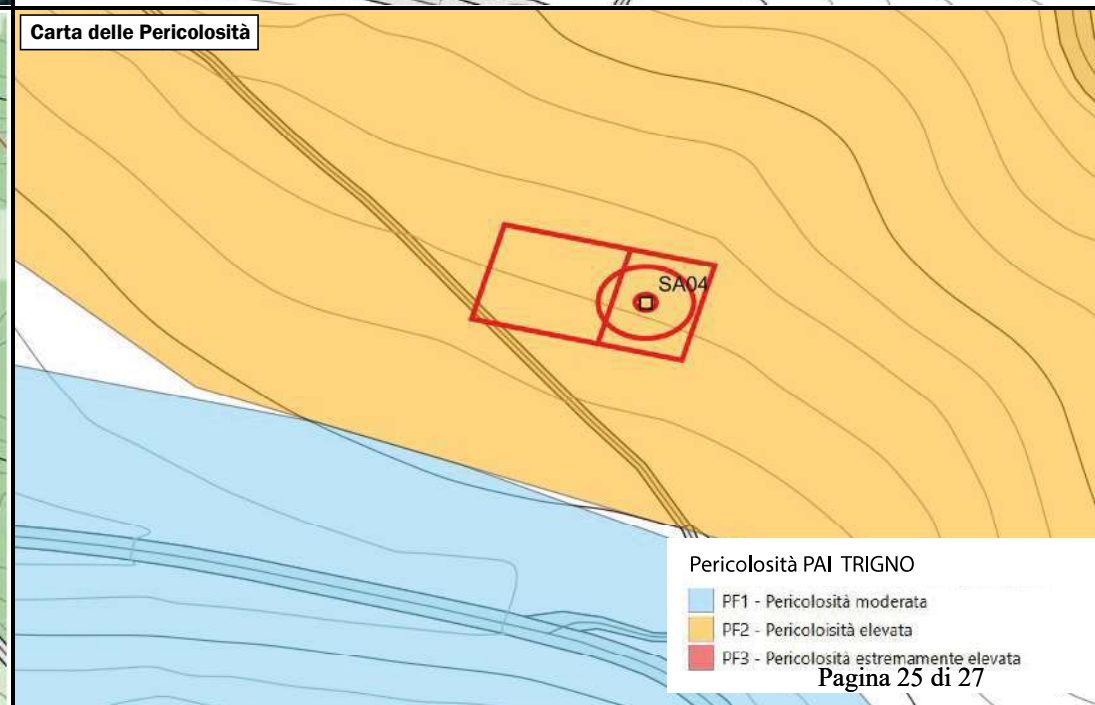 Carta delle Pericolosità
SA04
Pericolosità PAI TRIGNO
PF1 - Pericolosità moderata
PF2 - Pericoloisità elevata
PF3 - Pericolosità estremamente elevata
Pagina 25 di 27